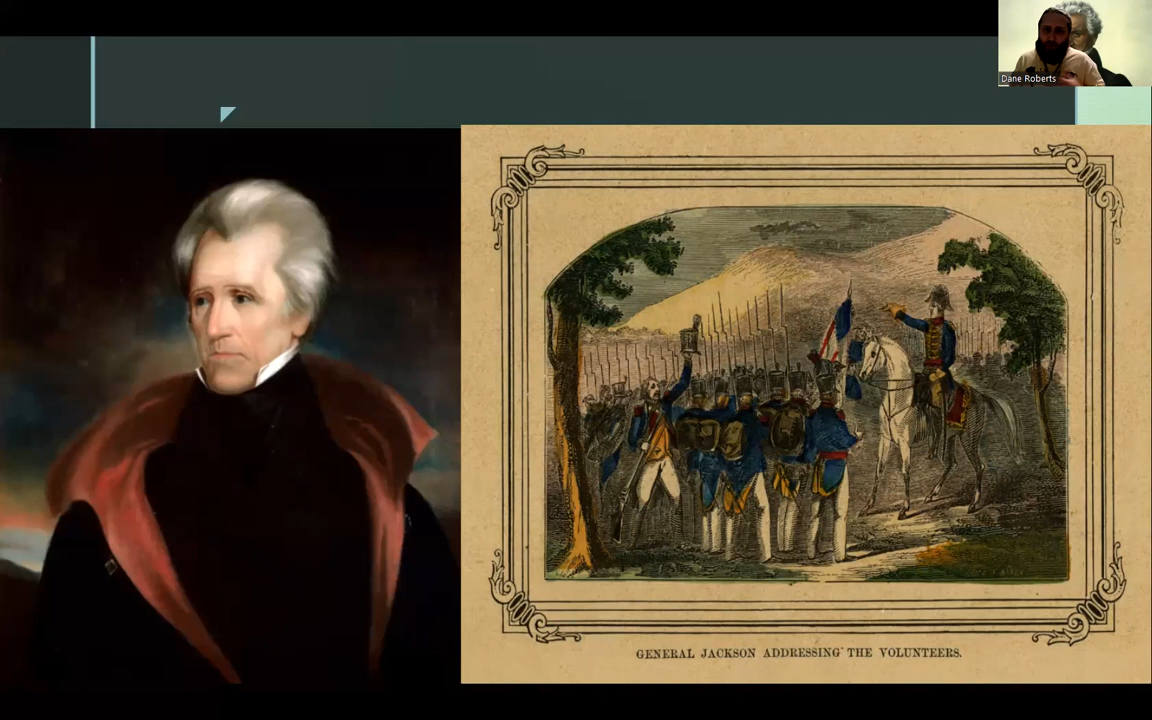 Dane Roberts
GENERAL JACKSON ADDRESSING THE VOLUNTEERS.